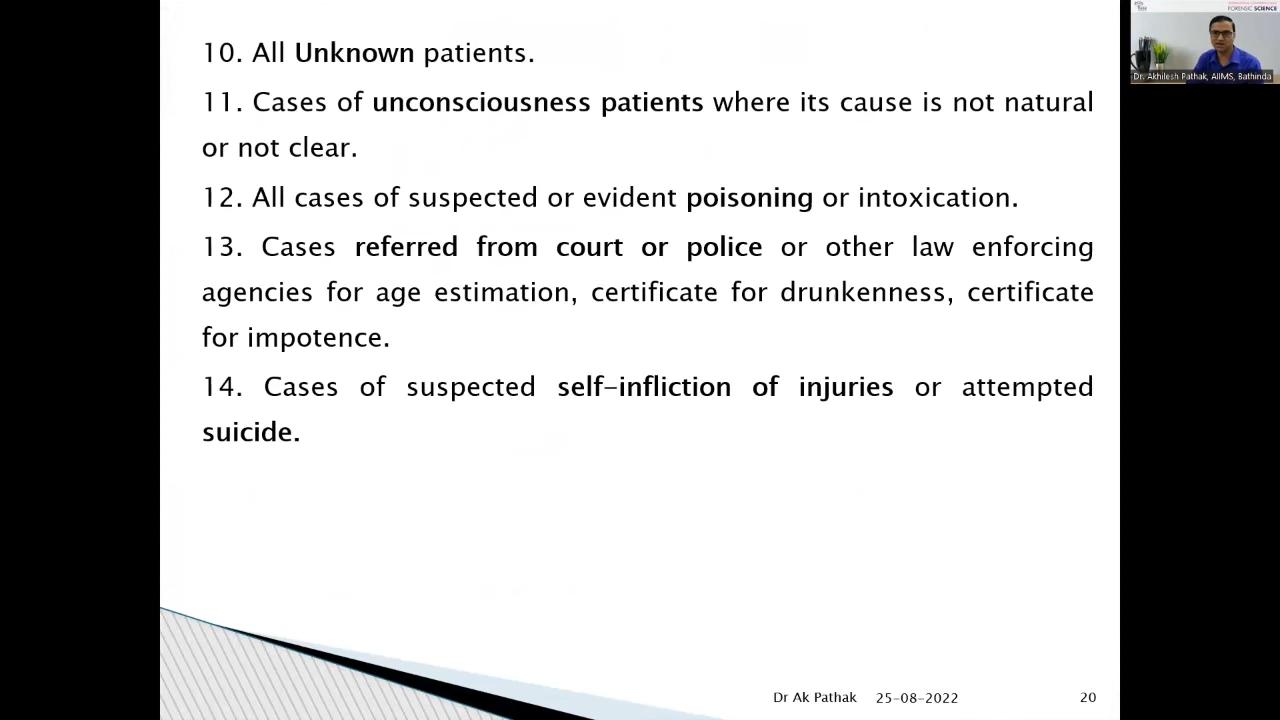 FORENSIC SCIENCE
Dr. Akhilesh Pathak, AIIMS, Bathinda
10. All Unknown patients.
11. Cases of unconsciousness patients where its cause is not natural
or not clear.
12. All cases of suspected or evident poisoning or intoxication.
13. Cases referred from court or police or other law enforcing
agencies for age estimation, certificate for drunkenness, certificate
for impotence.
14. Cases of suspected self-infliction of injuries or attempted
suicide.
Dr Ak Pathak 25-08-2022 20